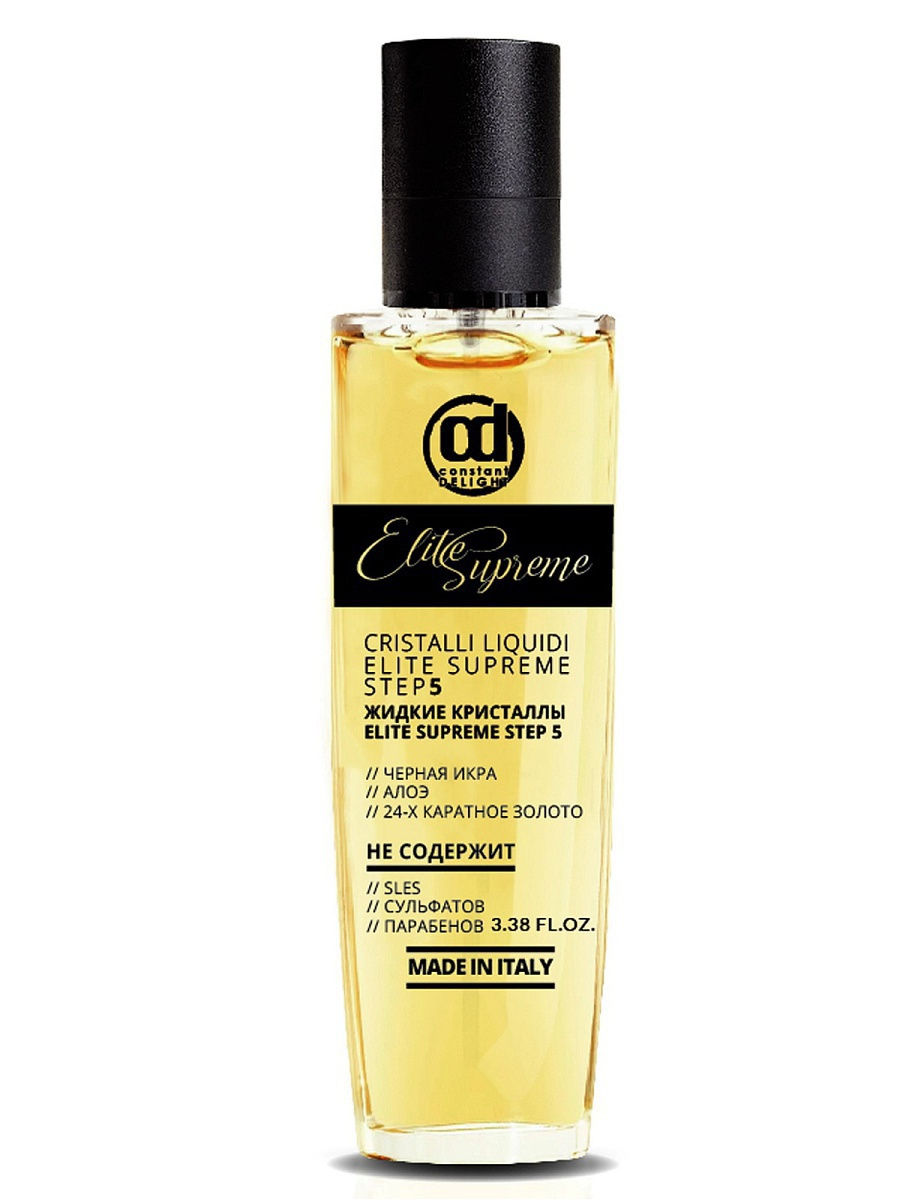 cd
constant
DELIGHT
Elite Supreme
CRISTALLI LIQUIDI
ELITE SUPREME
STEP5
ЖИДКИЕ КРИСТАЛЛЫ
ELITE SUPREME STEP 5
// ЧЕРНАЯ ИКРА
// АЛОЭ
// 24-Х КАРАТНОЕ ЗОЛОТО
НЕ СОДЕРЖИТ
// SLES
// СУЛЬФАТОВ
// ПАРАБЕНОВ 3.38 FL.OZ.
MADE IN ITALY